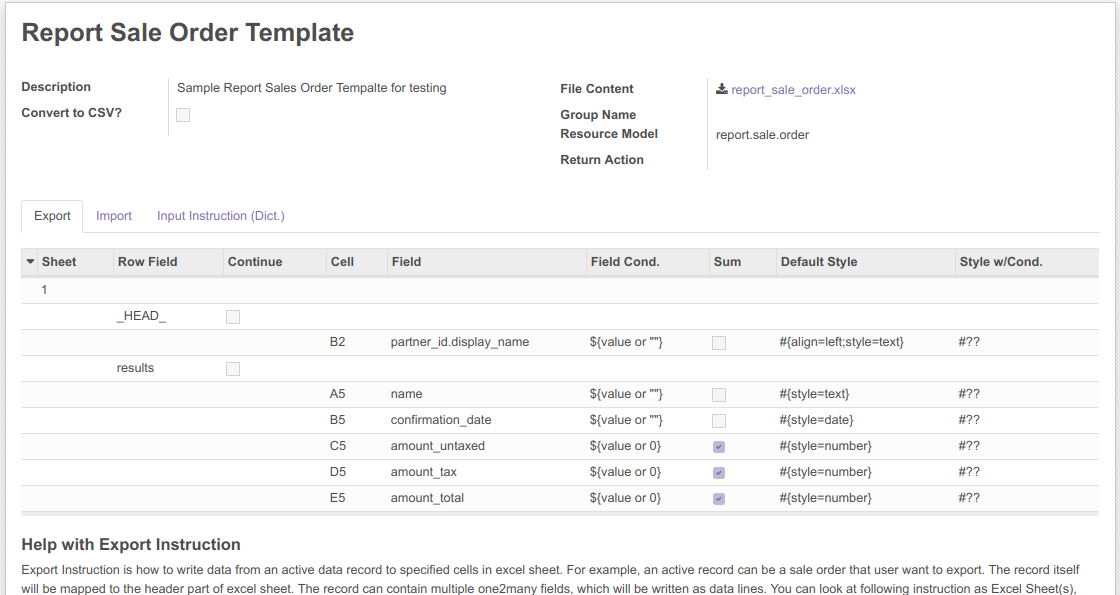 Report Sale Order Template
Description Sample Report Sales Order Tempalte for testing
Convert to CSV?
File Content report_sale_order.xlsx
Group Name
Resource Model report.sale.order
Return Action
Export Import Input Instruction (Dict.)
Sheet Row Field Continue Cell Field Field Cond. Sum Default Style Style w/Cond.
1
_HEAD_
B2 partner_id.display_name ${value or ""} #{align=left;style=text} #??
results
A5 name ${value or ""} #{style=text} #??
B5 confirmation_date ${value or ""} #{style=date} #??
C5 amount_untaxed ${value or 0} #{style=number} #??
D5 amount_tax ${value or 0} #{style=number} #??
E5 amount_total ${value or 0} #{style=number} #??
Help with Export Instruction
Export Instruction is how to write data from an active data record to specified cells in excel sheet. For example, an active record can be a sale order that user want to export. The record itself
will be mapped to the header part of excel sheet. The record can contain multiple one2many fields, which will be written as data lines. You can look at following instruction as Excel Sheet(s),